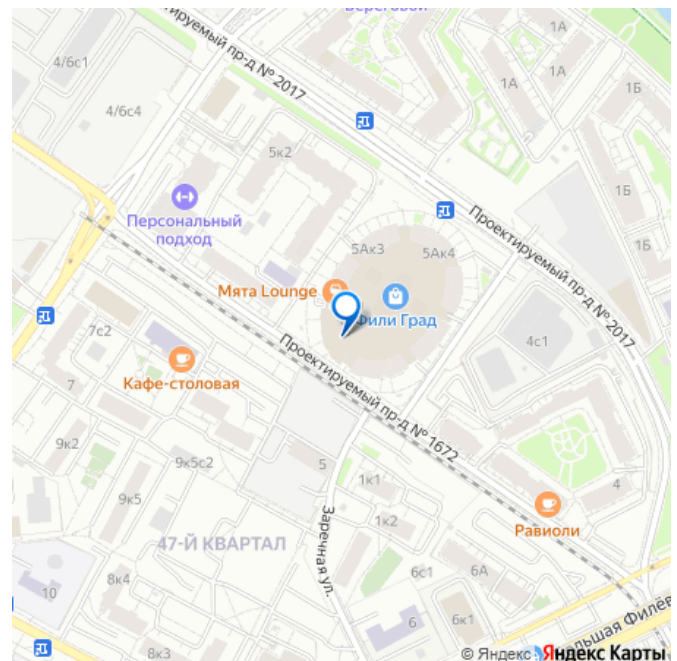 Береговой
Проектируемый пр-д № 2017
1А
1А
1А
1Б
4/6с1
4/6с4
5к2
Персональный
подход
1Б
Проектируемый пр-д № 2017
1Б
5Ак3
5Ак4
Мята Lounge
Фили Град
7с2
Проектируемый пр-д № 1672
4с1
Кафе-столовая
7
9к2
9к5с2
5
1к1
4
9к5
1к2
Равиоли
47-Й КВАРТАЛ
Заречная ул.
8к4
10
6с1
6А
6
6к1
8к3
© Яндекс
Яндекс Карты